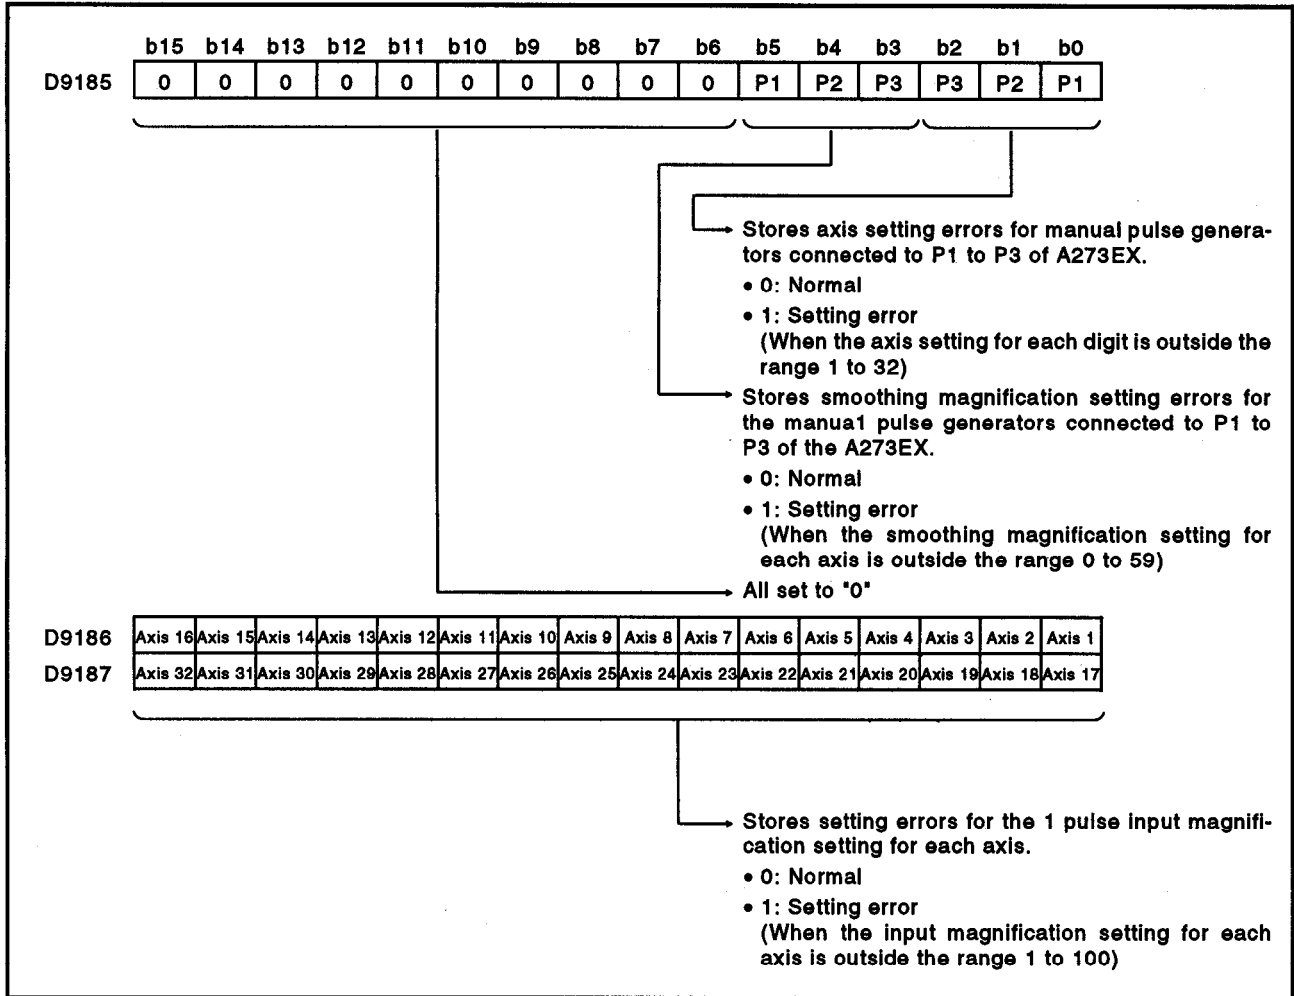 b15 b14 b13 b12 b11 b10 b9 b8 b7 b6 b5 b4 b3 b2 b1 b0
D9185 0 0 0 0 0 0 0 0 0 0 P1 P2 P3 P3 P2 P1
Stores axis setting errors for manual pulse genera-
tors connected to P1 to P3 of A273EX.
• 0: Normal
• 1: Setting error
(When the axis setting for each digit is outside the
range 1 to 32)
Stores smoothing magnification setting errors for
the manua1 pulse generators connected to P1 to
P3 of the A273EX.
• 0: Normal
• 1: Setting error
(When the smoothing magnification setting for
each axis is outside the range 0 to 59)
All set to "0"
D9186 Axis 16 Axis 15 Axis 14 Axis 13 Axis 12 Axis 11 Axis 10 Axis 9 Axis 8 Axis 7 Axis 6 Axis 5 Axis 4 Axis 3 Axis 2 Axis 1
D9187 Axis 32 Axis 31 Axis 30 Axis 29 Axis 28 Axis 27 Axis 26 Axis 25 Axis 24 Axis 23 Axis 22 Axis 21 Axis 20 Axis 19 Axis 18 Axis 17
Stores setting errors for the 1 pulse input magnifi-
cation setting for each axis.
• 0: Normal
• 1: Setting error
(When the input magnification setting for each
axis is outside the range 1 to 100)